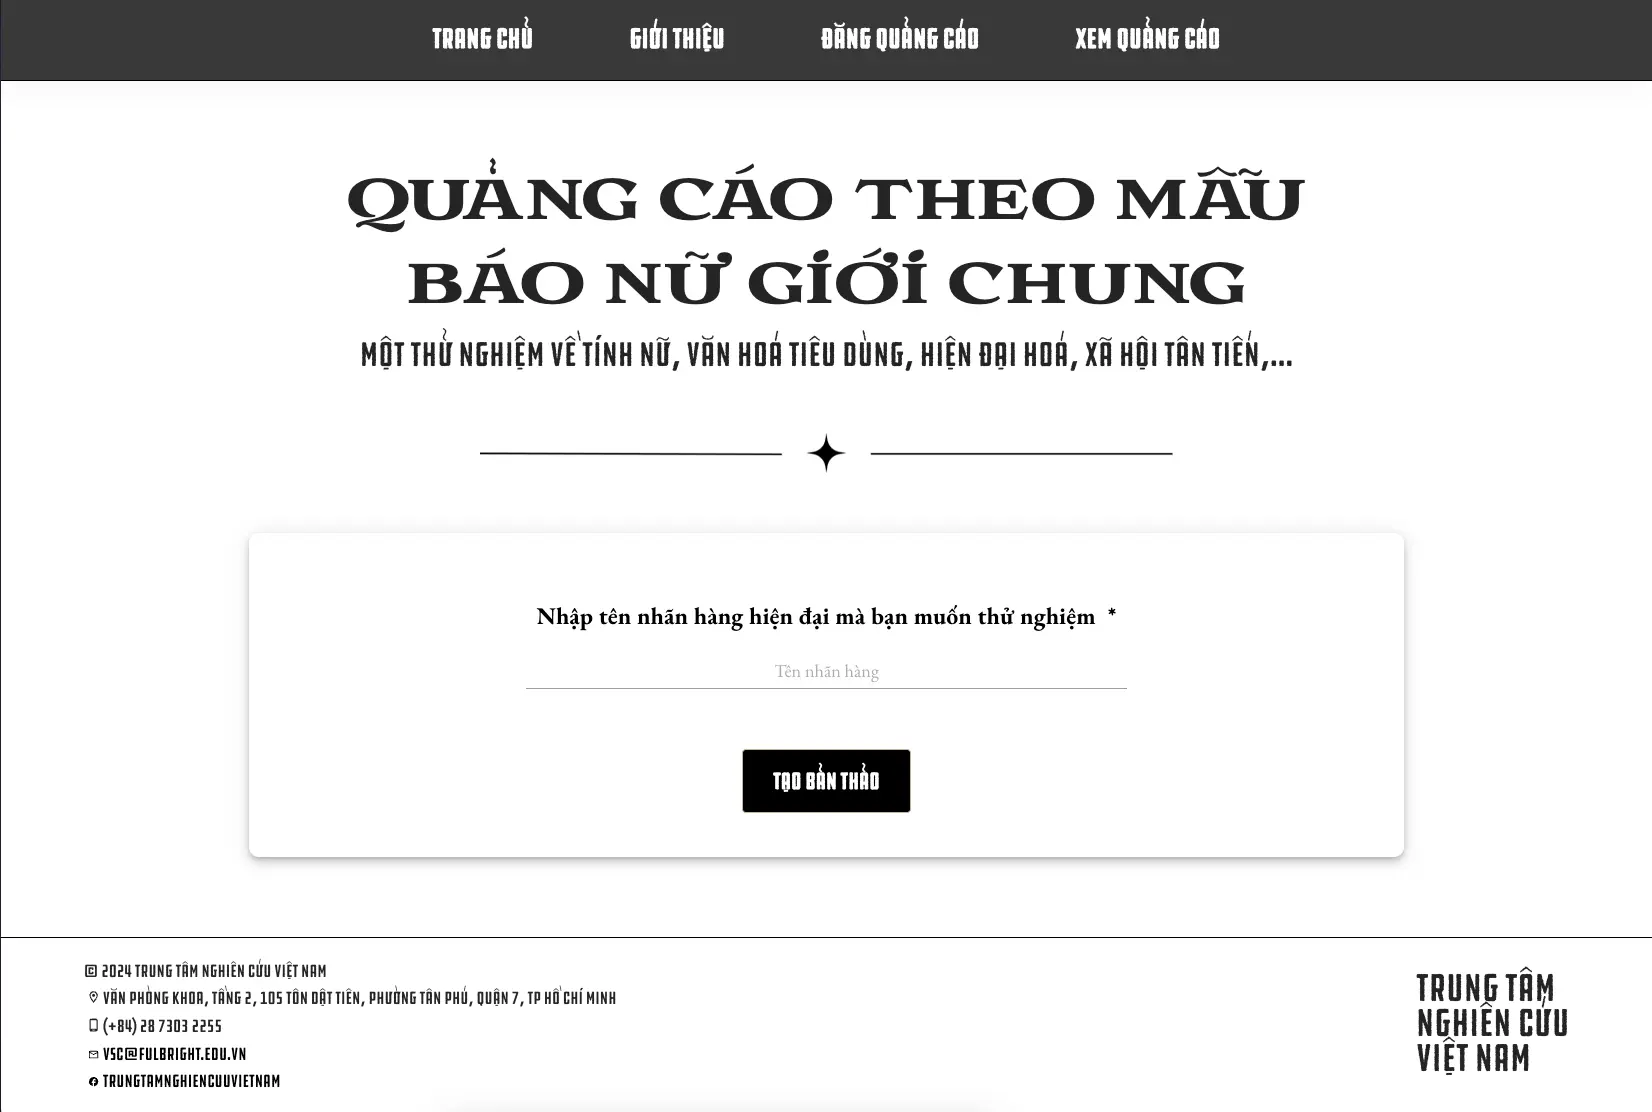 TRANG CHỦ
GIỚI THIỆU
ĐĂNG QUẢNG CÁO
XEM QUẢNG CÁO
QUẢNG CÁO THEO MẪU
BÁO NỮ GIỚI CHUNG
MỘT THỬ NGHIỆM VỀ TÍNH NỮ, VĂN HOÁ TIÊU DÙNG, HIỆN ĐẠI HOÁ, XÃ HỘI TÂN TIẾN,...
Nhập tên nhãn hàng hiện đại mà bạn muốn thử nghiệm *
Tên nhãn hàng
TẠO BẢN THẢO
© 2024 TRUNG TÂM NGHIÊN CỨU VIỆT NAM
VĂN PHÒNG KHOA, TẦNG 2, 105 TÔN DẬT TIÊN, PHƯỜNG TÂN PHÚ, QUẬN 7, TP HỒ CHÍ MINH
(+84) 28 7303 2255
VSC@FULBRIGHT.EDU.VN
TRUNGTAMNGHIENCUUVIETNAM
TRUNG TÂM
NGHIÊN CỨU
VIỆT NAM